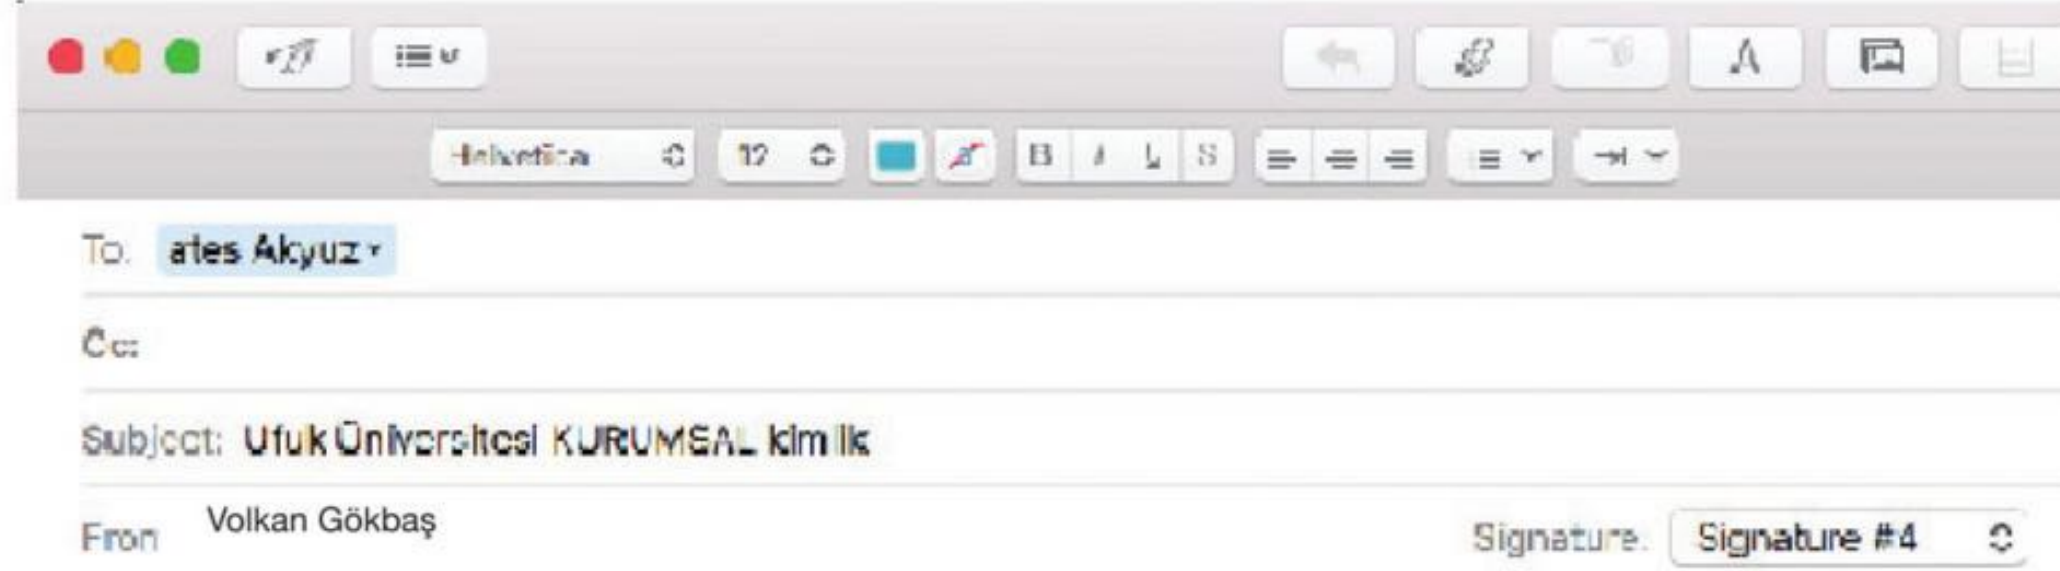 Helvetica 12 B I U S
To: ates Akyuz
Cc:
Subject: Ufuk Üniversitesi KURUMSAL kimlik
From Volkan Gökbaş Signature: Signature #4